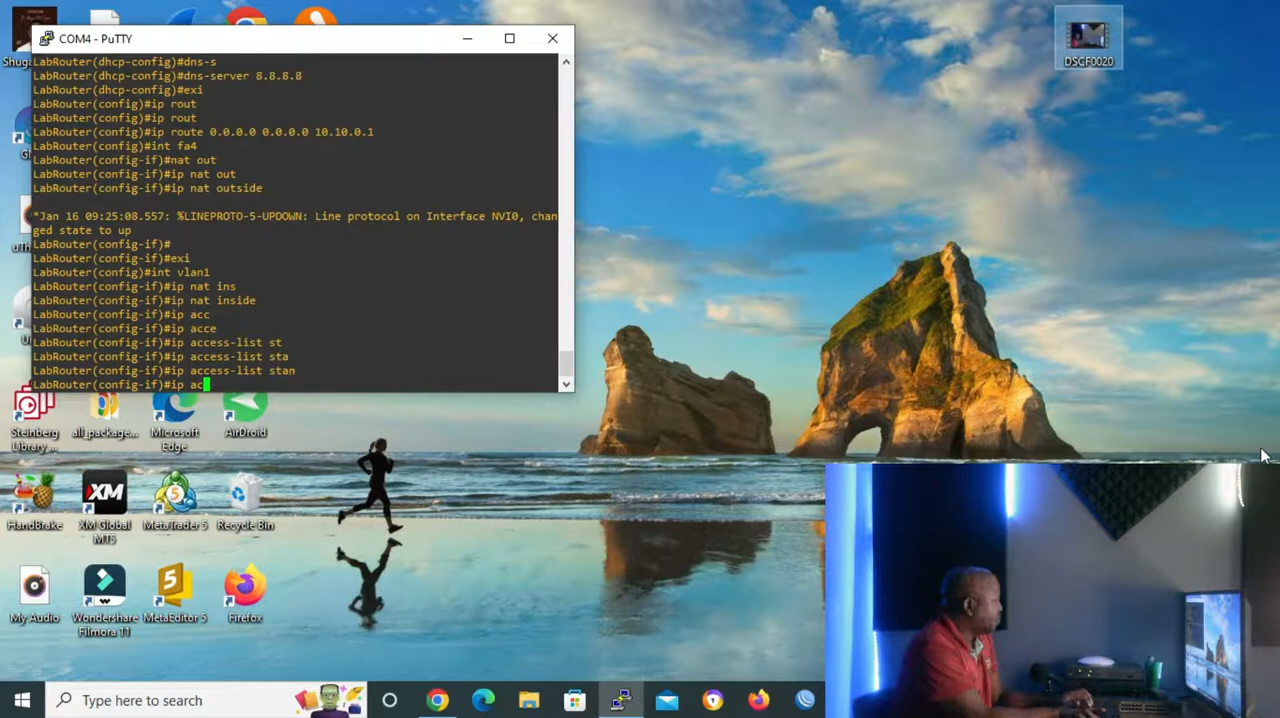 COM4 - PuTTY
LabRouter(dhcp-config)#dns-s
LabRouter(dhcp-config)#dns-server 8.8.8.8
LabRouter(dhcp-config)#exi
LabRouter(config)#ip rout
LabRouter(config)#ip rout
LabRouter(config)#ip route 0.0.0.0 0.0.0.0 10.10.0.1
LabRouter(config)#int fa4
LabRouter(config-if)#nat out
LabRouter(config-if)#ip nat out
LabRouter(config-if)#ip nat outside
*Jan 16 09:25:08.557: %LINEPROTO-5-UPDOWN: Line protocol on Interface NVI0, chan
ged state to up
LabRouter(config-if)#
LabRouter(config-if)#exi
LabRouter(config)#int vlan1
LabRouter(config-if)#ip nat ins
LabRouter(config-if)#ip nat inside
LabRouter(config-if)#ip acc
LabRouter(config-if)#ip acce
LabRouter(config-if)#ip access-list st
LabRouter(config-if)#ip access-list sta
LabRouter(config-if)#ip access-list stan
LabRouter(config-if)#ip ac
DSCF0020
Steinberg
Library ...
all_package...
Microsoft
Edge
AirDroid
HandBrake
XM
XM Global
MT5
MetaTrader 5
Recycle Bin
My Audio
Wondershare
Filmora 11
MetaEditor 5
Firefox
Type here to search